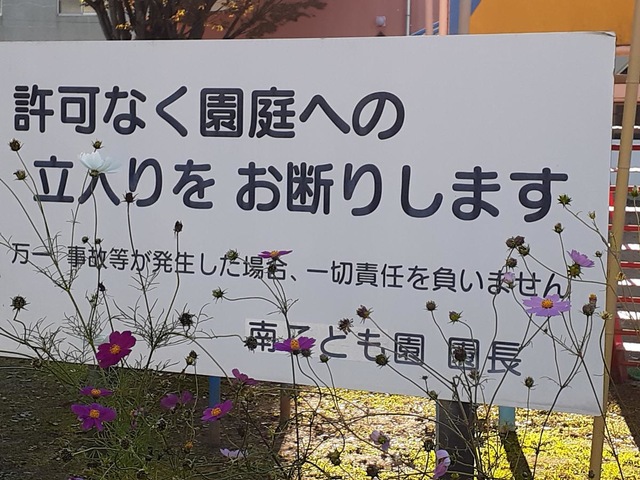 許可なく園庭への
立入りを お断りします
万一 事故等が発生した場合、一切責任を負いません
南こども園 園長